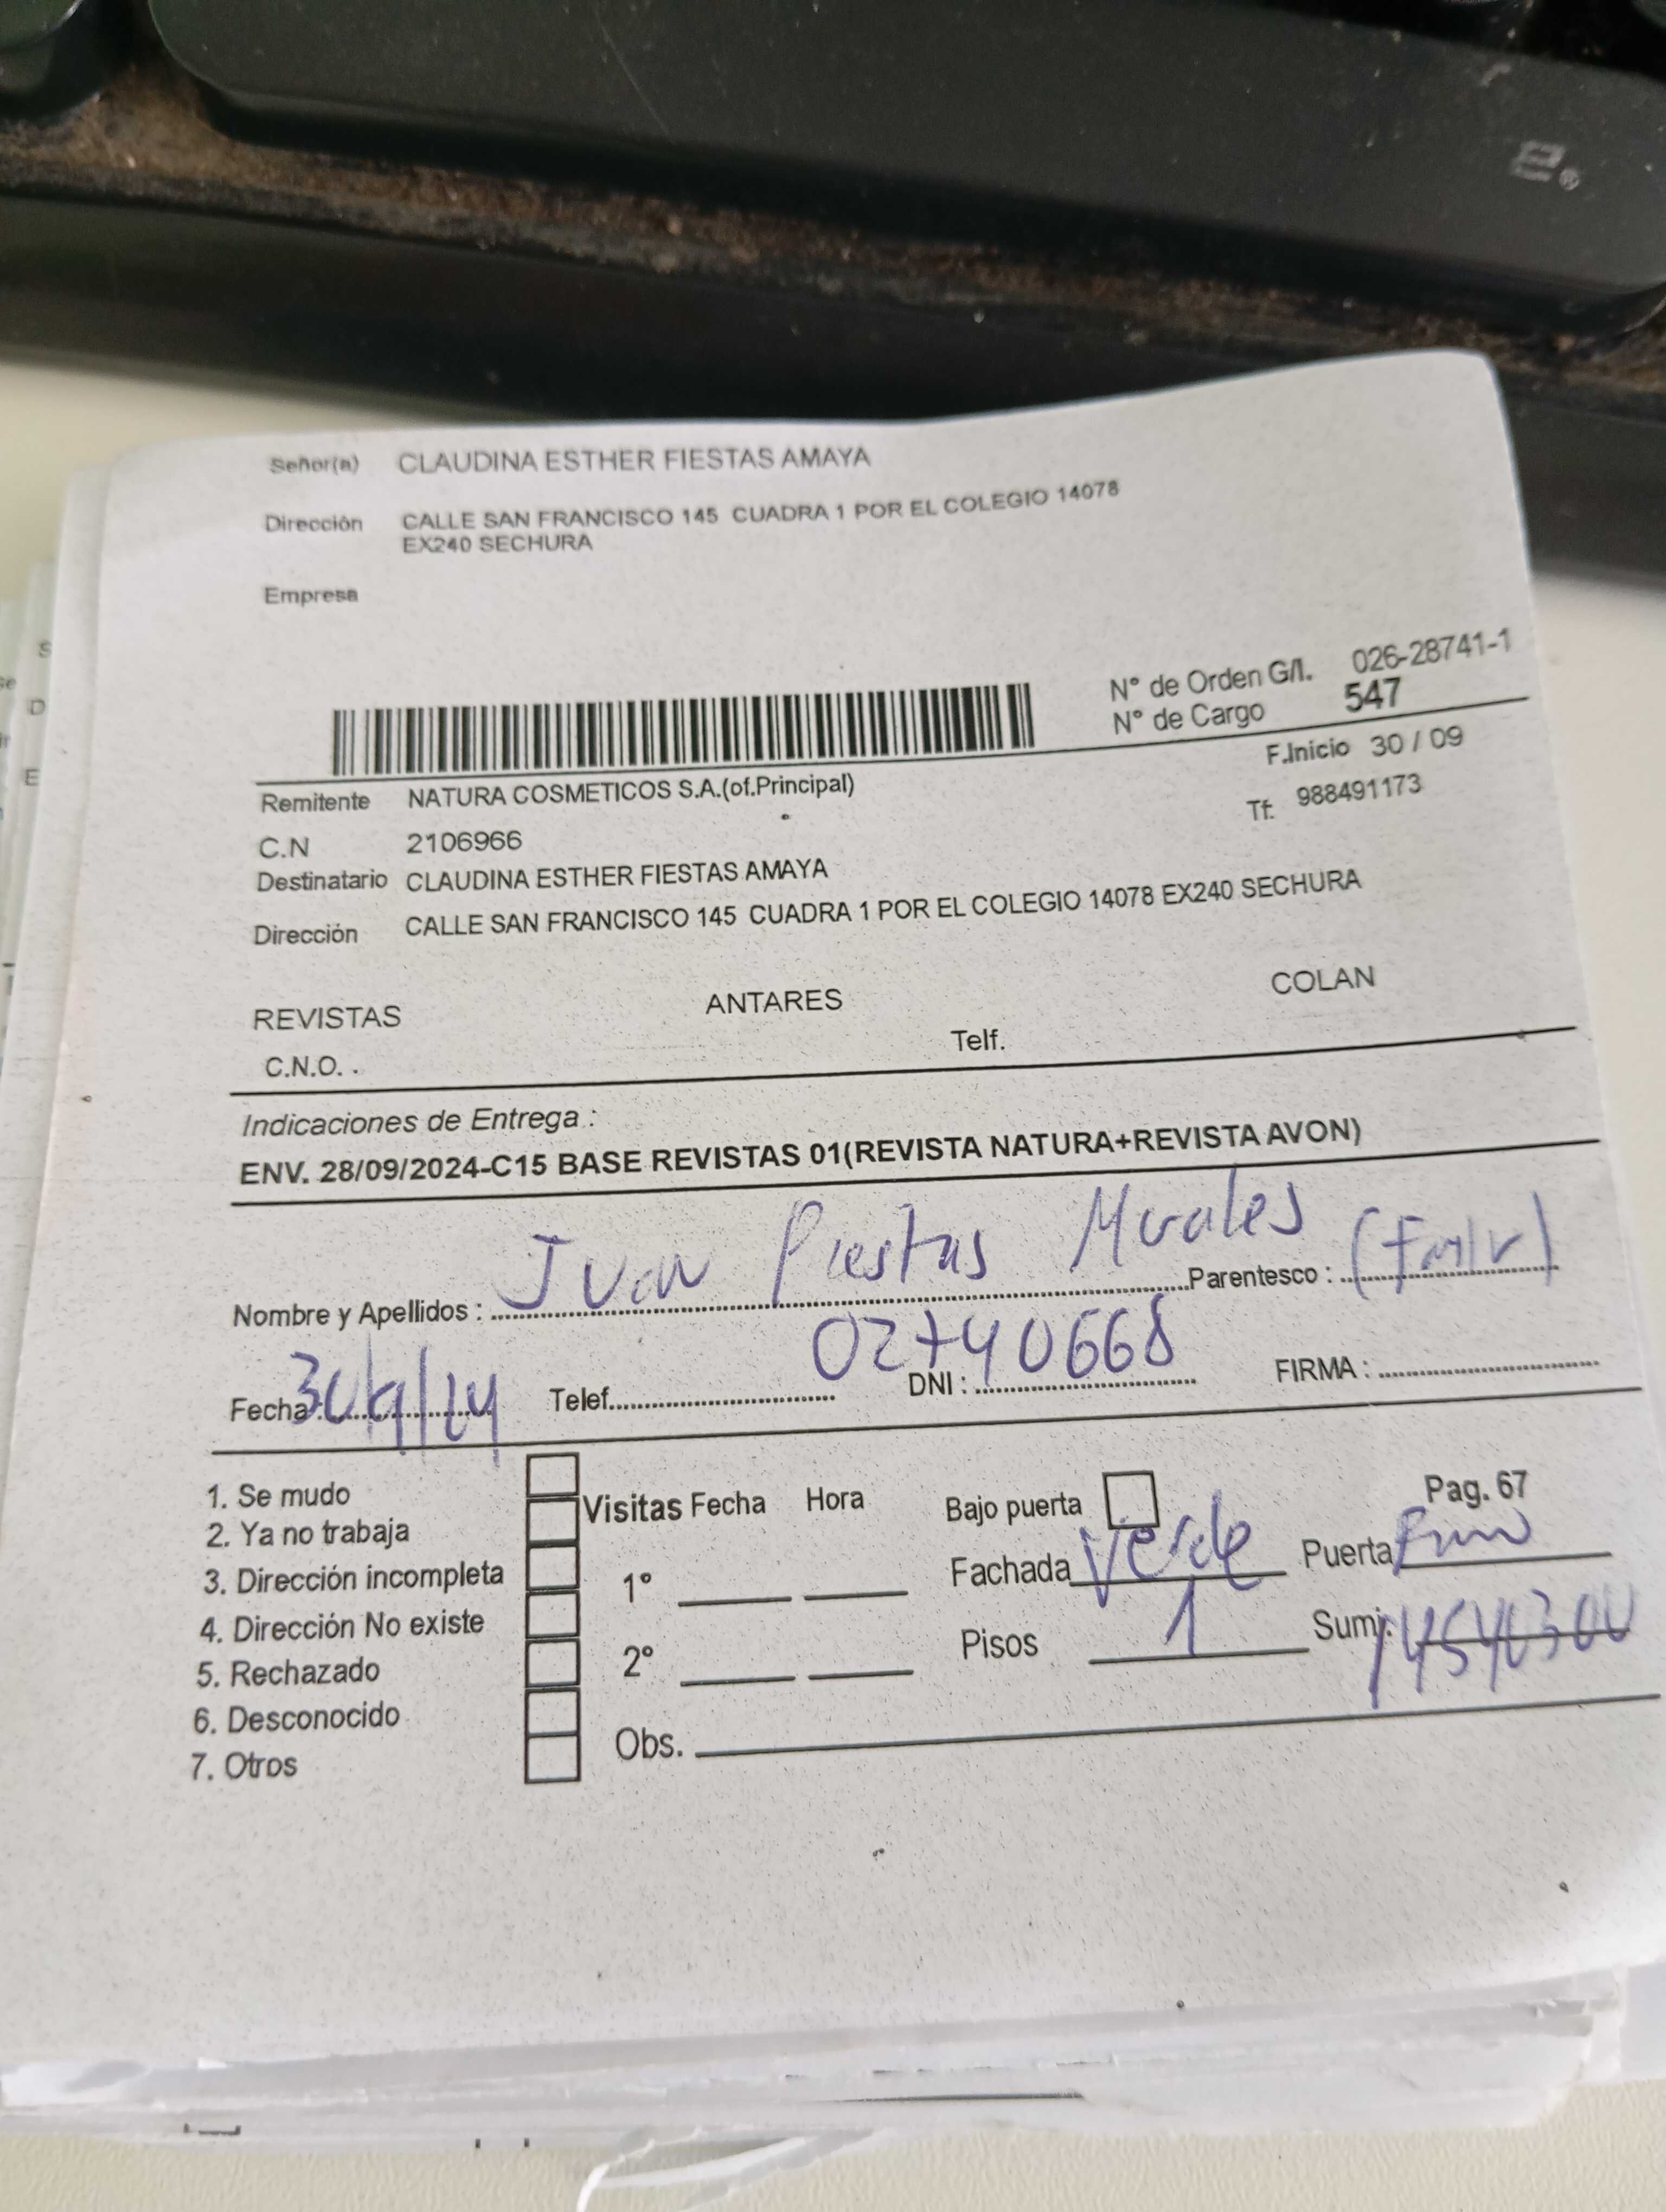 Señor(a) CLAUDINA ESTHER FIESTAS AMAYA
Dirección CALLE SAN FRANCISCO 145 CUADRA 1 POR EL COLEGIO 14078
EX240 SECHURA
Empresa
N° de Orden G/I. 026-28741-1
N° de Cargo 547
F.Inicio 30 / 09
Remitente NATURA COSMETICOS S.A.(of.Principal)
Tf: 988491173
C.N 2106966
Destinatario CLAUDINA ESTHER FIESTAS AMAYA
Dirección CALLE SAN FRANCISCO 145 CUADRA 1 POR EL COLEGIO 14078 EX240 SECHURA
REVISTAS ANTARES COLAN
C.N.O. . Telf.
Indicaciones de Entrega :
ENV. 28/09/2024-C15 BASE REVISTAS 01(REVISTA NATURA+REVISTA AVON)
Nombre y Apellidos : Juan Fiestas Morales Parentesco :
Fecha : 30/9/24 Telef. DNI : 02740668 FIRMA :
1. Se mudo
2. Ya no trabaja
3. Dirección incompleta
4. Dirección No existe
5. Rechazado
6. Desconocido
7. Otros
Visitas Fecha Hora
1°
2°
Obs.
Bajo puerta Pag. 67
Fachada Verde Puerta
Pisos 1 Sumi.